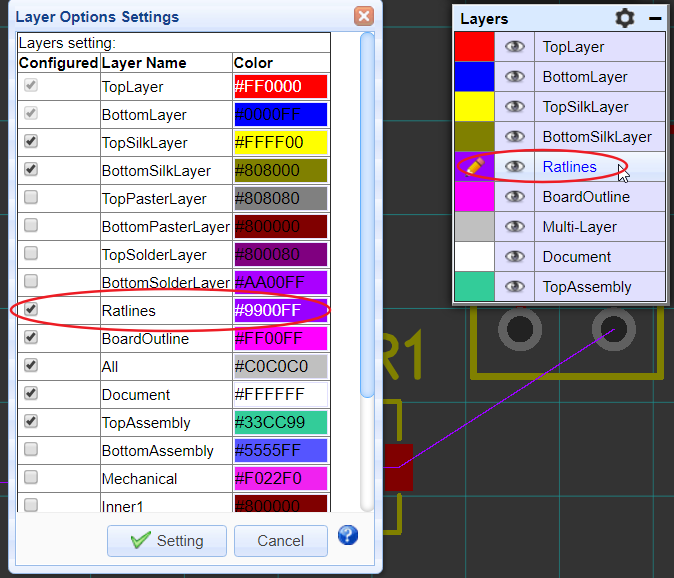 Layer Options Settings
Layers setting:
Configured Layer Name Color
TopLayer #FF0000
BottomLayer #0000FF
TopSilkLayer #FFFF00
BottomSilkLayer #808000
TopPasterLayer #808080
BottomPasterLayer #800000
TopSolderLayer #800080
BottomSolderLayer #AA00FF
Ratlines #9900FF
BoardOutline #FF00FF
All #C0C0C0
Document #FFFFFF
TopAssembly #33CC99
BottomAssembly #5555FF
Mechanical #F022F0
Inner1 #800000
Setting Cancel ?
Layers
TopLayer
BottomLayer
TopSilkLayer
BottomSilkLayer
Ratlines
BoardOutline
Multi-Layer
Document
TopAssembly
R1